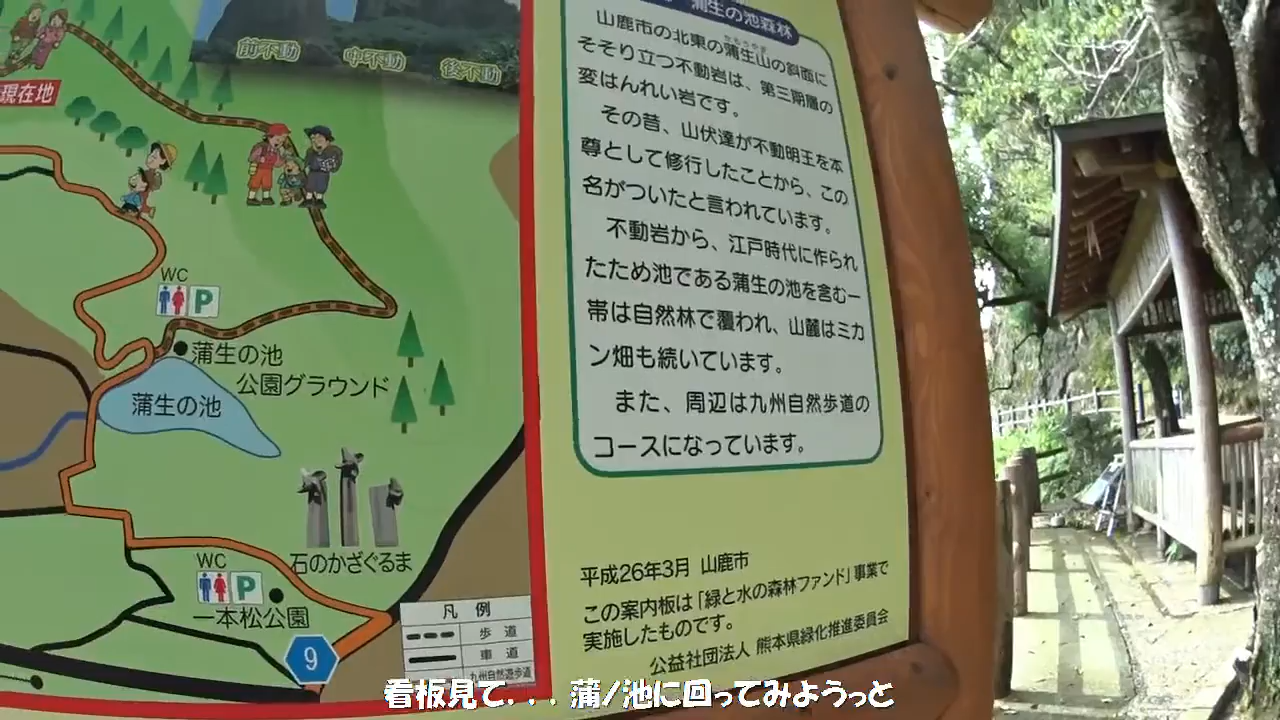 前不動
中不動
後不動
現在地
WC
P
蒲生の池
公園グラウンド
蒲生の池
石のかざぐるま
WC
P
一本松公園
9
凡例
歩道
車道
九州自然遊歩道
蒲生の池森林
山鹿市の北東の蒲生山の斜面に
そそり立つ不動岩は、第三期層の
変はんれい岩です。
その昔、山伏達が不動明王を本
尊として修行したことから、この
名がついたと言われています。
不動岩から、江戸時代に作られ
たため池である蒲生の池を含む一
帯は自然林で覆われ、山麓はミカ
ン畑も続いています。
また、周辺は九州自然歩道の
コースになっています。
平成26年3月 山鹿市
この案内板は「緑と水の森林ファンド」事業で
実施したものです。
公益社団法人 熊本県緑化推進委員会
看板見て...蒲ノ池に回ってみようっと